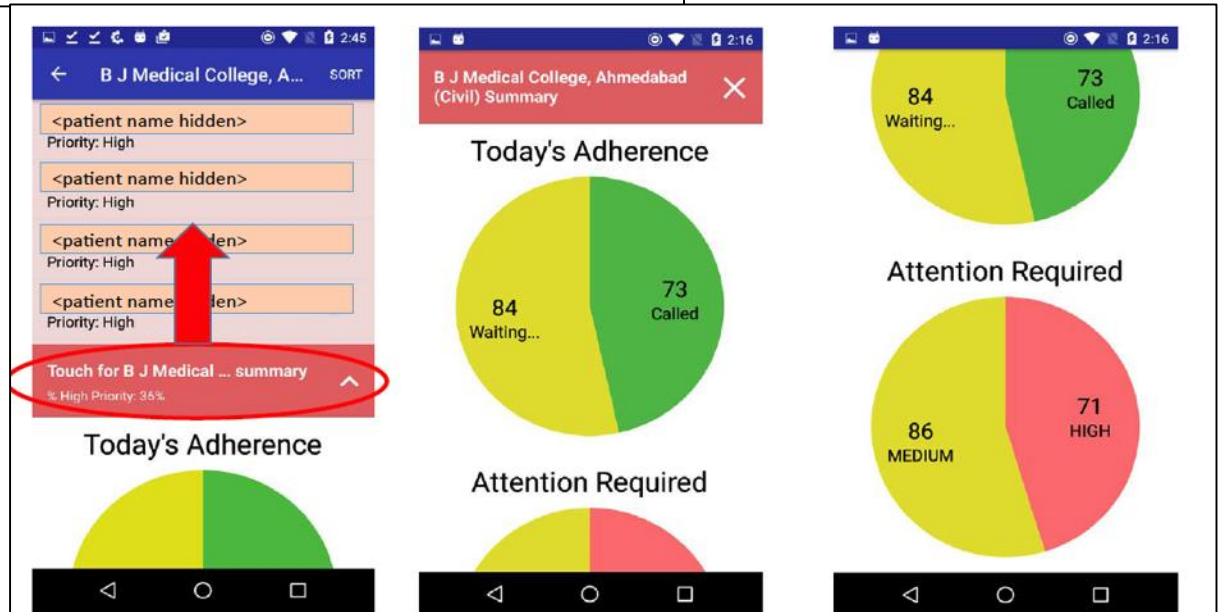 2:45
B J Medical College, A... SORT
<patient name hidden>
Priority: High
<patient name hidden>
Priority: High
<patient name den>
Priority: High
<patient name den>
Priority: High
Touch for B J Medical ... summary
% High Priority: 36%
Today's Adherence
2:16
B J Medical College, Ahmedabad
(Civil) Summary
Today's Adherence
84
Waiting...
73
Called
Attention Required
2:16
84
Waiting...
73
Called
Attention Required
86
MEDIUM
71
HIGH